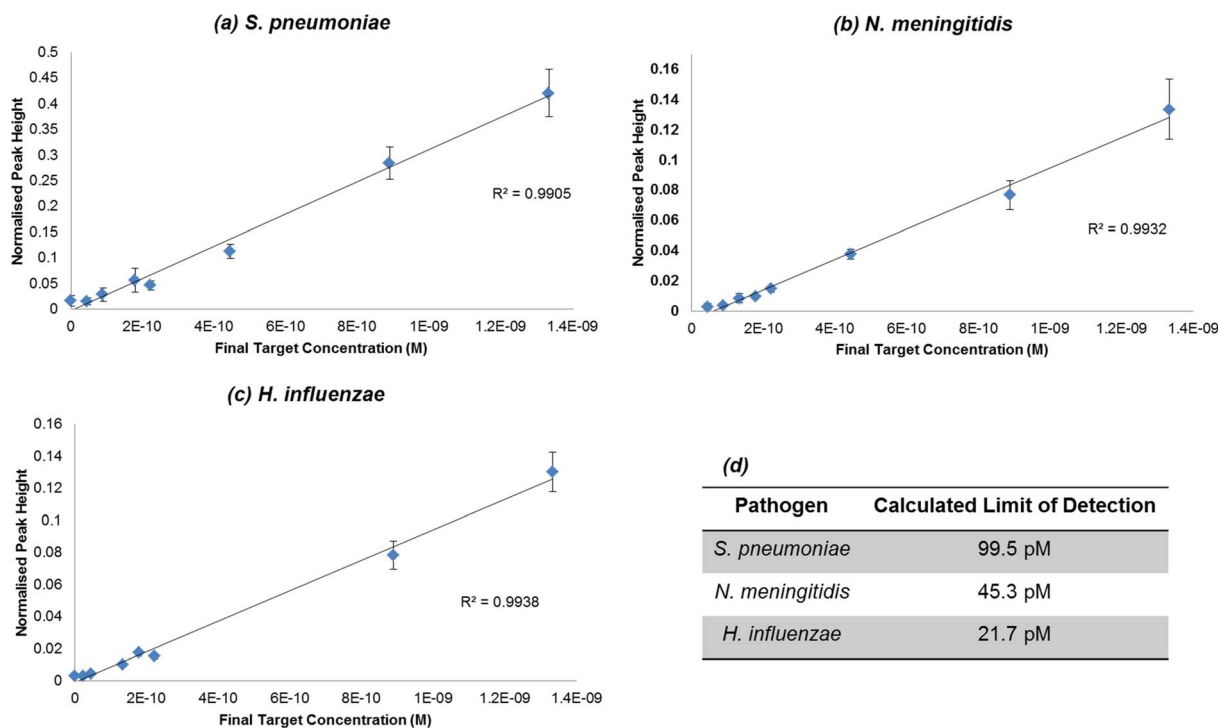 (a) S. pneumoniae
Normalised Peak Height
0.5
0.45
0.4
0.35
0.3
0.25
0.2
0.15
0.1
0.05
0
R² = 0.9905
0 2E-10 4E-10 6E-10 8E-10 1E-09 1.2E-09 1.4E-09
Final Target Concentration (M)
(b) N. meningitidis
Normalised Peak Height
0.16
0.14
0.12
0.1
0.08
0.06
0.04
0.02
0
R² = 0.9932
0 2E-10 4E-10 6E-10 8E-10 1E-09 1.2E-09 1.4E-09
Final Target Concentration (M)
(c) H. influenzae
Normalised Peak Height
0.16
0.14
0.12
0.1
0.08
0.06
0.04
0.02
0
R² = 0.9938
0 2E-10 4E-10 6E-10 8E-10 1E-09 1.2E-09 1.4E-09
Final Target Concentration (M)
(d)
Pathogen Calculated Limit of Detection
S. pneumoniae 99.5 pM
N. meningitidis 45.3 pM
H. influenzae 21.7 pM